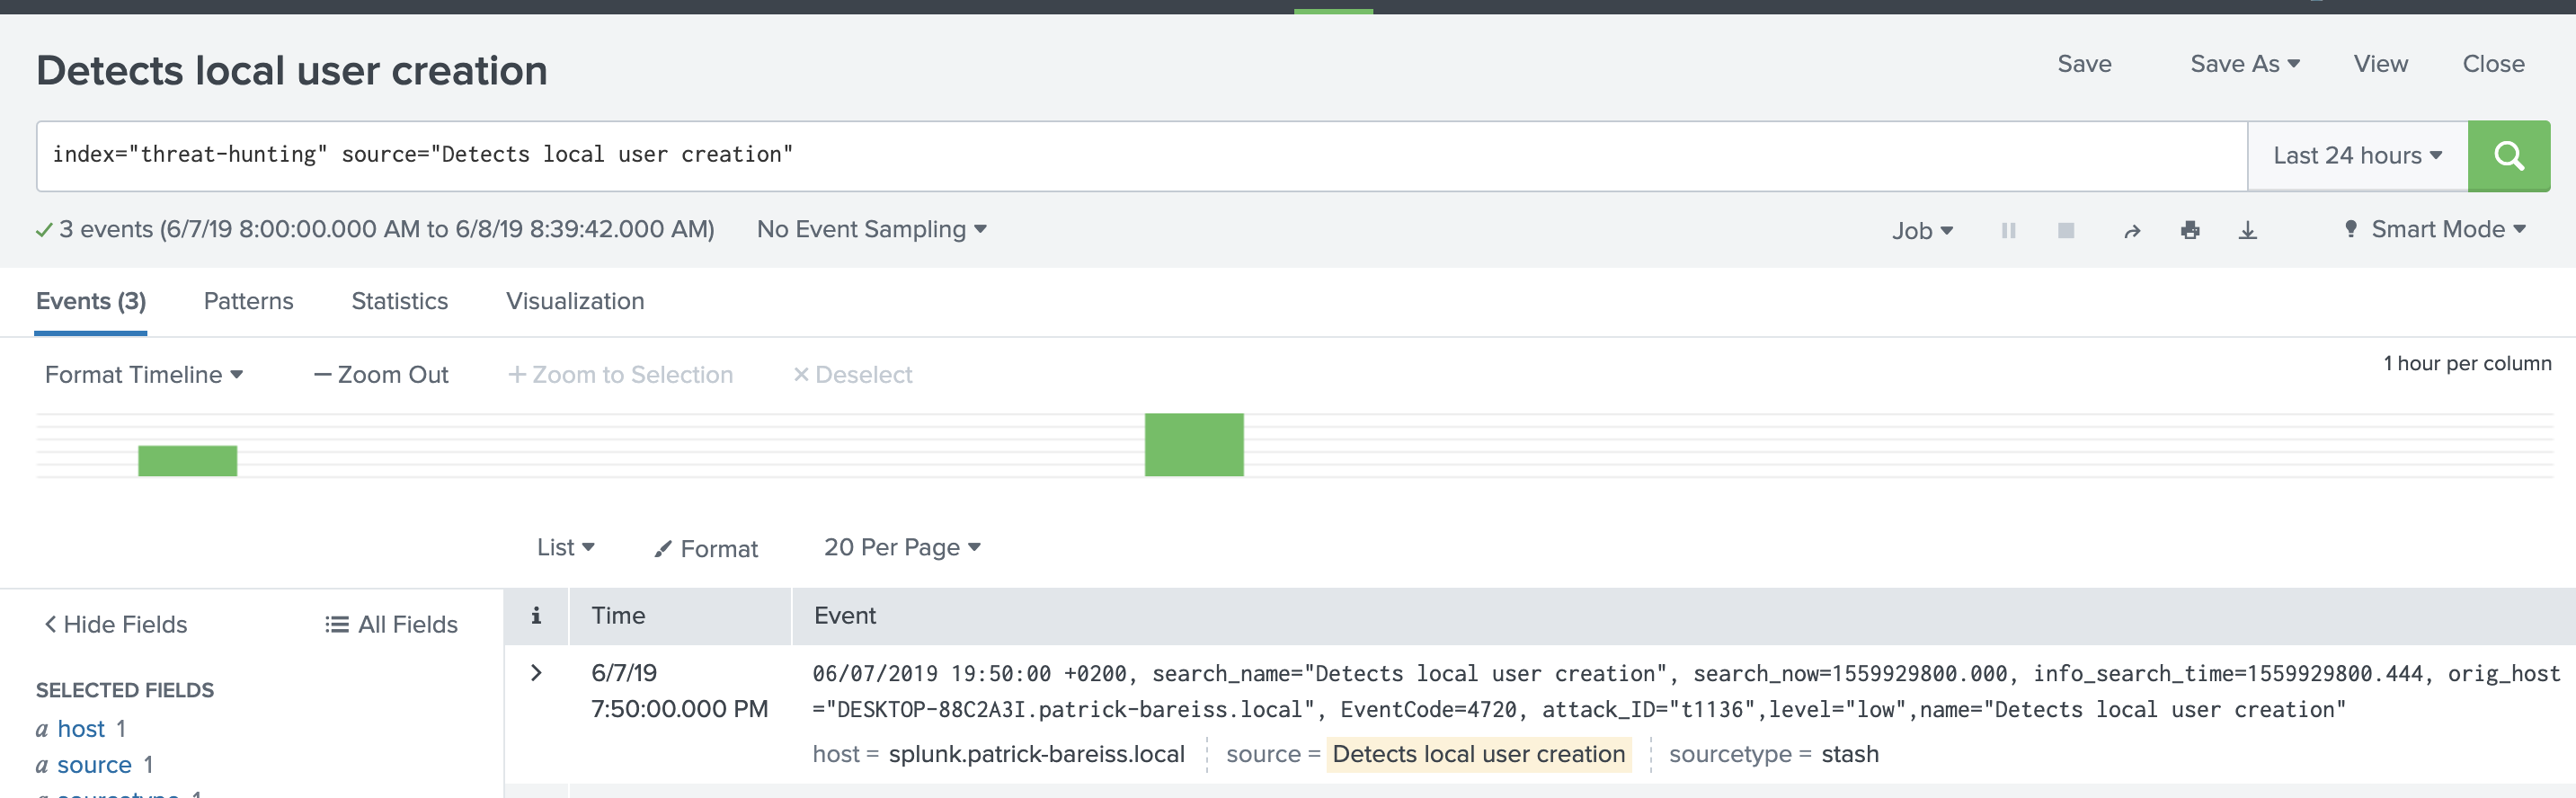 Detects local user creation
Save Save As View Close
index="threat-hunting" source="Detects local user creation"
Last 24 hours
3 events (6/7/19 8:00:00.000 AM to 6/8/19 8:39:42.000 AM) No Event Sampling
Job Smart Mode
Events (3) Patterns Statistics Visualization
Format Timeline — Zoom Out + Zoom to Selection × Deselect
1 hour per column
List Format 20 Per Page
< Hide Fields All Fields
i Time Event
SELECTED FIELDS
a host 1
a source 1
a sourcetype 1
> 6/7/19
7:50:00.000 PM
06/07/2019 19:50:00 +0200, search_name="Detects local user creation", search_now=1559929800.000, info_search_time=1559929800.444, orig_host
="DESKTOP-88C2A3I.patrick-bareiss.local", EventCode=4720, attack_ID="t1136",level="low",name="Detects local user creation"
host = splunk.patrick-bareiss.local source = Detects local user creation sourcetype = stash